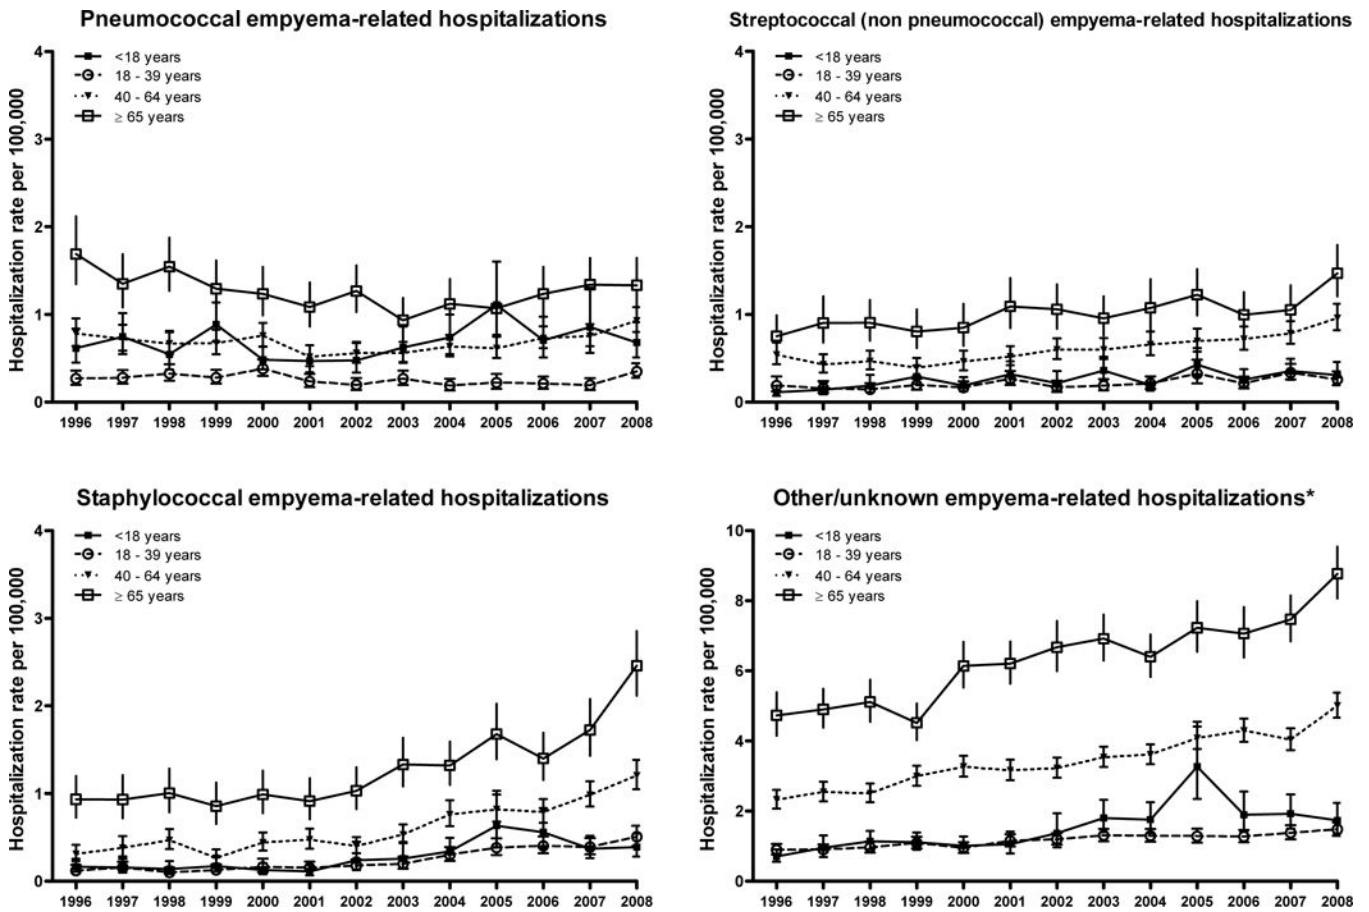 Pneumococcal empyema-related hospitalizations
Hospitalization rate per 100,000
<18 years
18 - 39 years
40 - 64 years
≥ 65 years
4
3
2
1
0
1996 1997 1998 1999 2000 2001 2002 2003 2004 2005 2006 2007 2008
Streptococcal (non pneumococcal) empyema-related hospitalizations
Hospitalization rate per 100,000
<18 years
18 - 39 years
40 - 64 years
≥ 65 years
4
3
2
1
0
1996 1997 1998 1999 2000 2001 2002 2003 2004 2005 2006 2007 2008
Staphylococcal empyema-related hospitalizations
Hospitalization rate per 100,000
<18 years
18 - 39 years
40 - 64 years
≥ 65 years
4
3
2
1
0
1996 1997 1998 1999 2000 2001 2002 2003 2004 2005 2006 2007 2008
Other/unknown empyema-related hospitalizations*
Hospitalization rate per 100,000
<18 years
18 - 39 years
40 - 64 years
≥ 65 years
10
8
6
4
2
0
1996 1997 1998 1999 2000 2001 2002 2003 2004 2005 2006 2007 2008